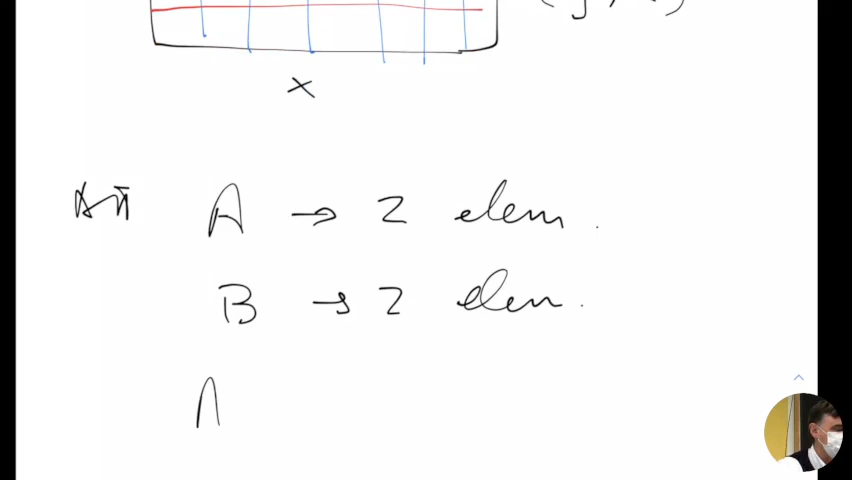 x
A → 2 elem.
B → 2 elem.
A